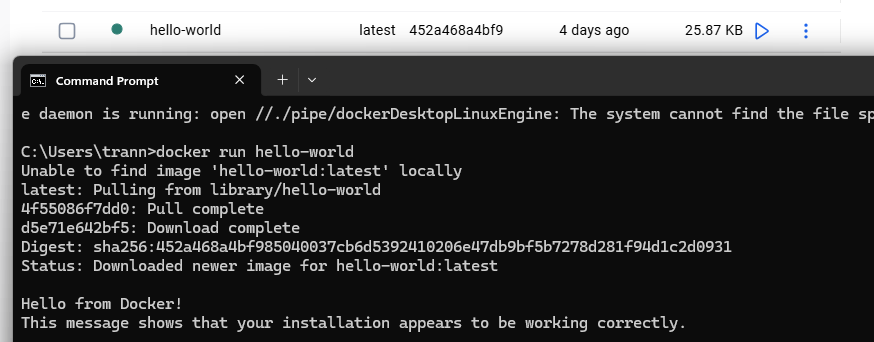 hello-world latest 452a468a4bf9 4 days ago 25.87 KB
Command Prompt
e daemon is running: open //./pipe/dockerDesktopLinuxEngine: The system cannot find the file sp
C:\Users\trann>docker run hello-world
Unable to find image 'hello-world:latest' locally
latest: Pulling from library/hello-world
4f55086f7dd0: Pull complete
d5e71e642bf5: Download complete
Digest: sha256:452a468a4bf985040037cb6d5392410206e47db9bf5b7278d281f94d1c2d0931
Status: Downloaded newer image for hello-world:latest
Hello from Docker!
This message shows that your installation appears to be working correctly.